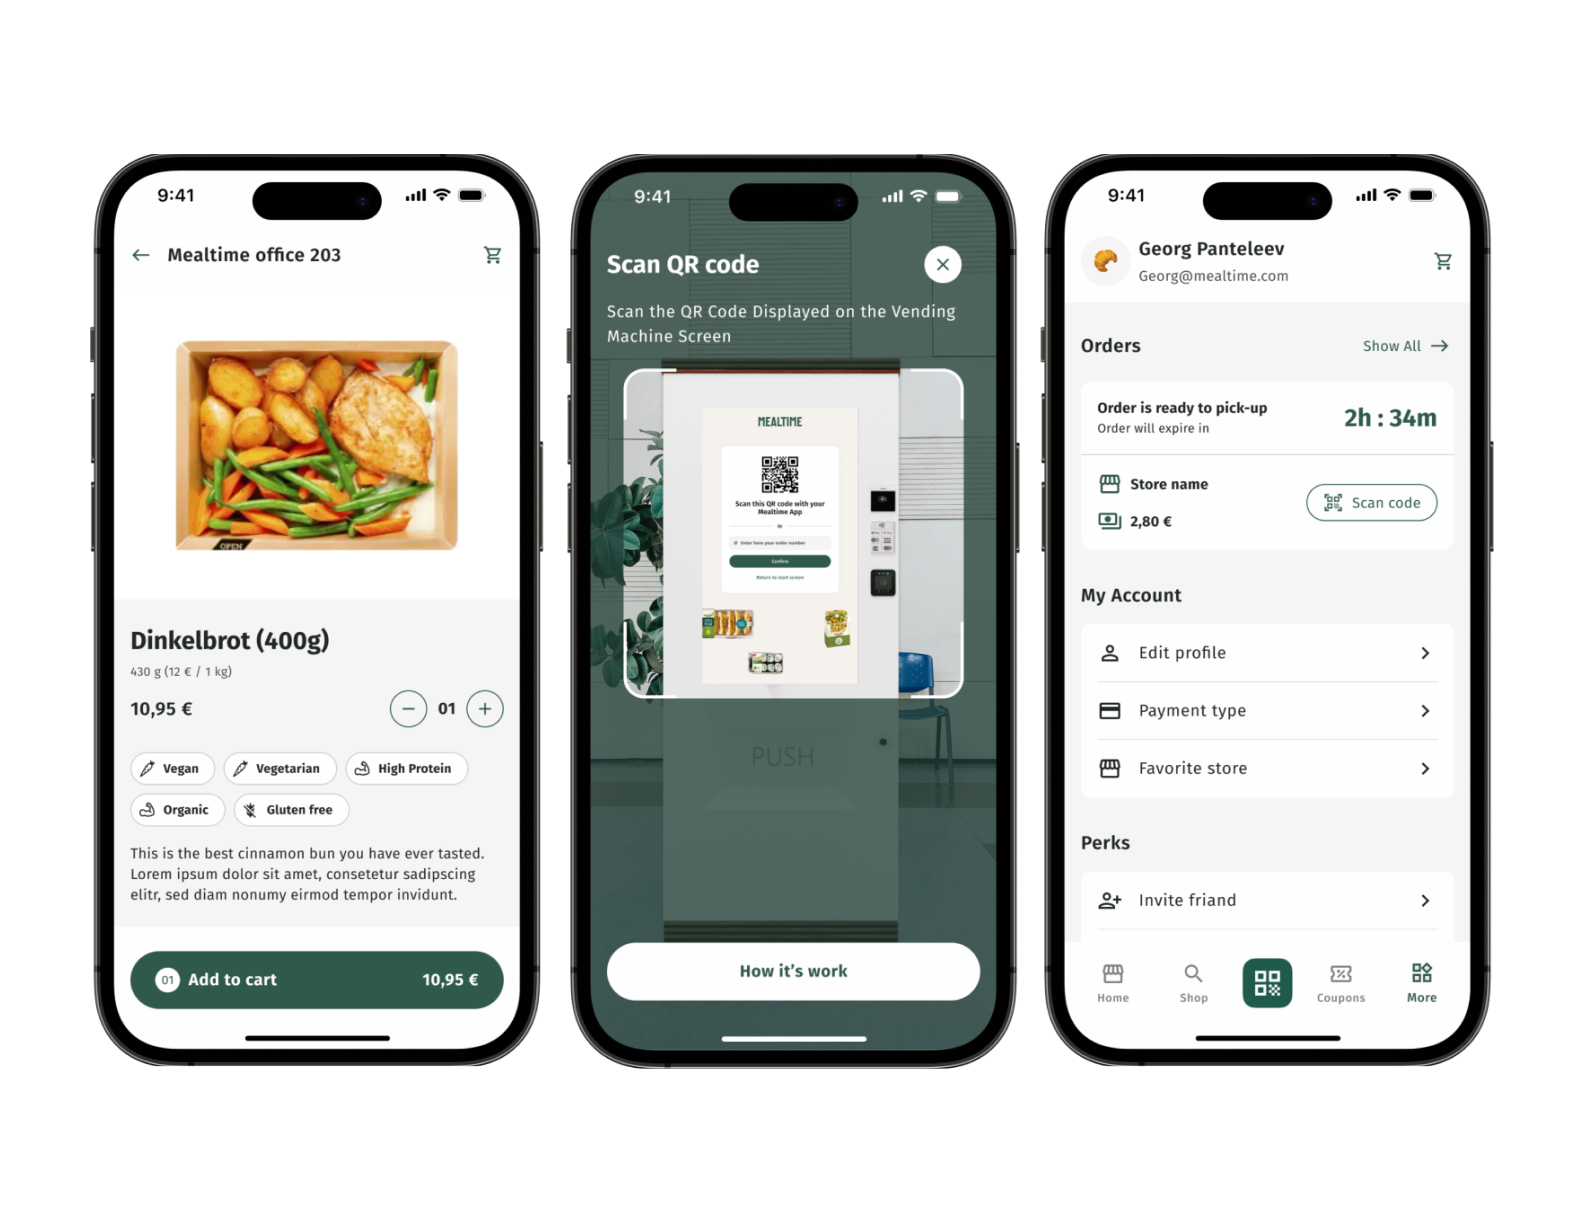 9:41
Mealtime office 203
OPEN
Dinkelbrot (400g)
430 g (12 € / 1 kg)
10,95 €
01
Vegan
Vegetarian
High Protein
Organic
Gluten free
This is the best cinnamon bun you have ever tasted.
Lorem ipsum dolor sit amet, consetetur sadipscing
elitr, sed diam nonumy eirmod tempor invidunt.
01 Add to cart 10,95 €
9:41
Scan QR code
Scan the QR Code Displayed on the Vending
Machine Screen
MEALTIME
Scan this QR code with your
Mealtime App
Or
# Enter here your order number
Confirm
Return to start screen
PUSH
How it's work
9:41
Georg Panteleev
Georg@mealtime.com
Orders
Show All
Order is ready to pick-up
Order will expire in
2h : 34m
Store name
2,80 €
Scan code
My Account
Edit profile
Payment type
Favorite store
Perks
Invite friand
Home
Shop
Coupons
More